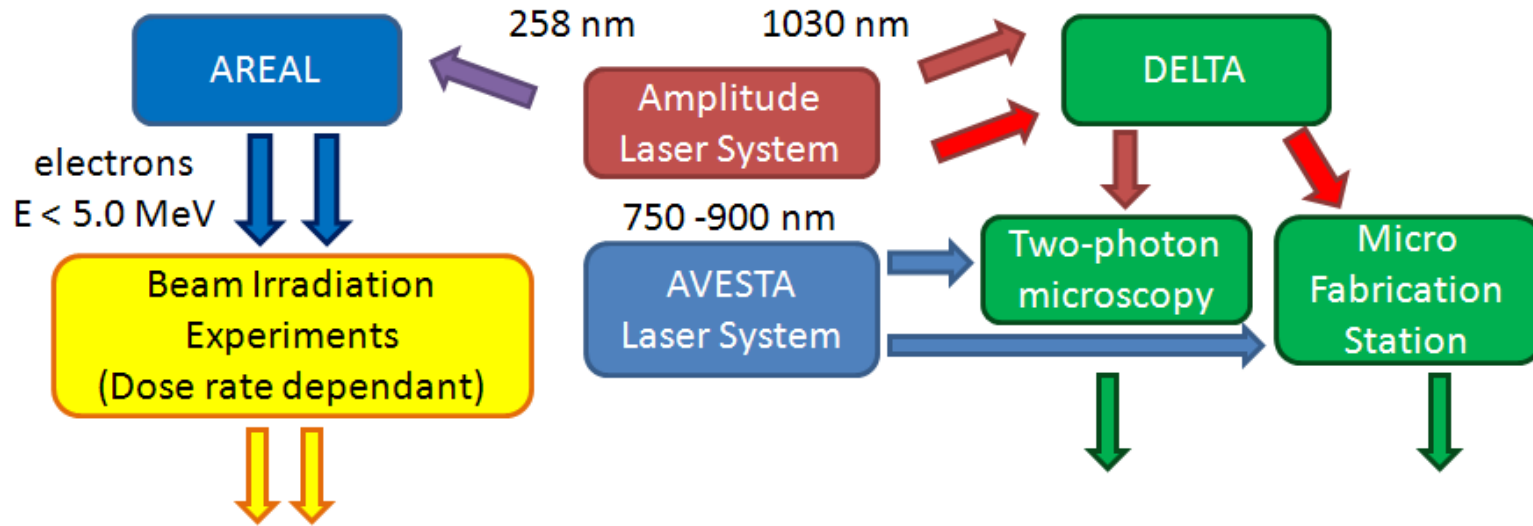 258 nm
1030 nm
AREAL
Amplitude
Laser System
DELTA
electrons
E < 5.0 MeV
750 -900 nm
Beam Irradiation
Experiments
(Dose rate dependant)
AVESTA
Laser System
Two-photon
microscopy
Micro
Fabrication
Station